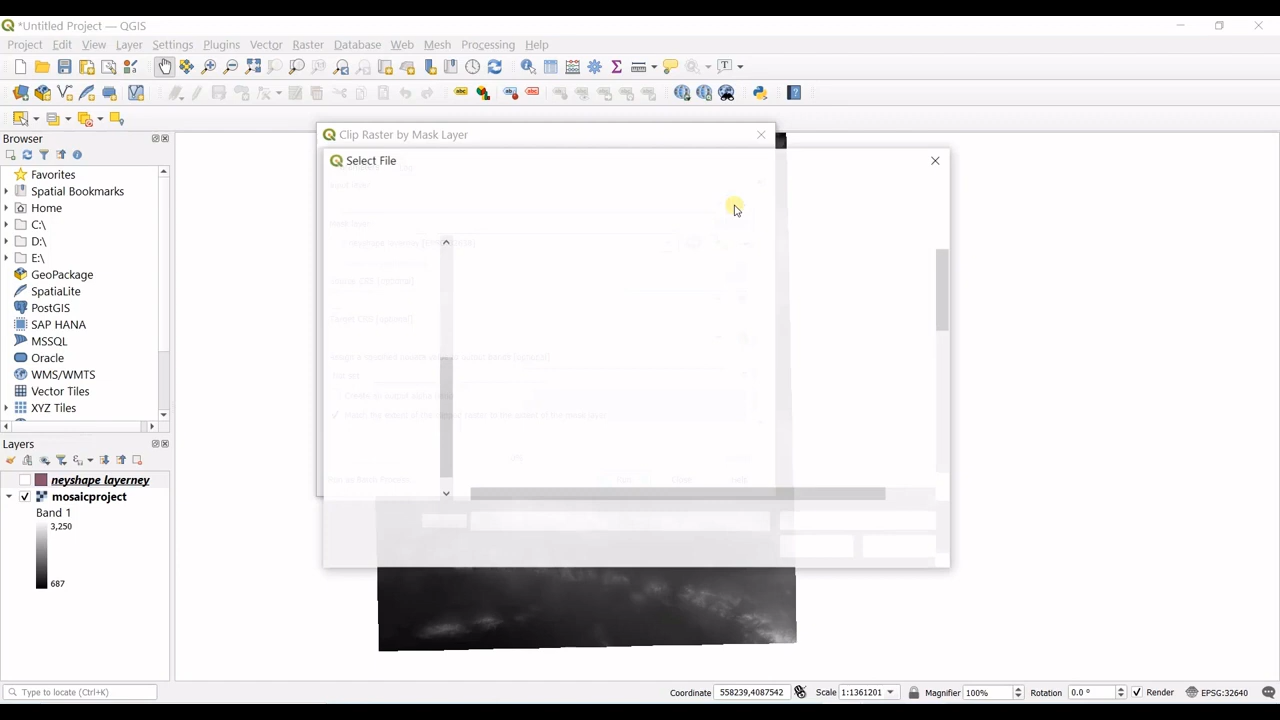 *Untitled Project — QGIS
Project Edit View Layer Settings Plugins Vector Raster Database Web Mesh Processing Help
Browser
Favorites
Spatial Bookmarks
Home
C:\
D:\
E:\
GeoPackage
SpatiaLite
PostGIS
SAP HANA
MSSQL
Oracle
WMS/WMTS
Vector Tiles
XYZ Tiles
Layers
neyshape layerney
mosaicproject
Band 1
3,250
687
Clip Raster by Mask Layer
Select File
Type to locate (Ctrl+K)
Coordinate 558239,4087542 Scale 1:1361201 Magnifier 100% Rotation 0.0 ° Render EPSG:32640